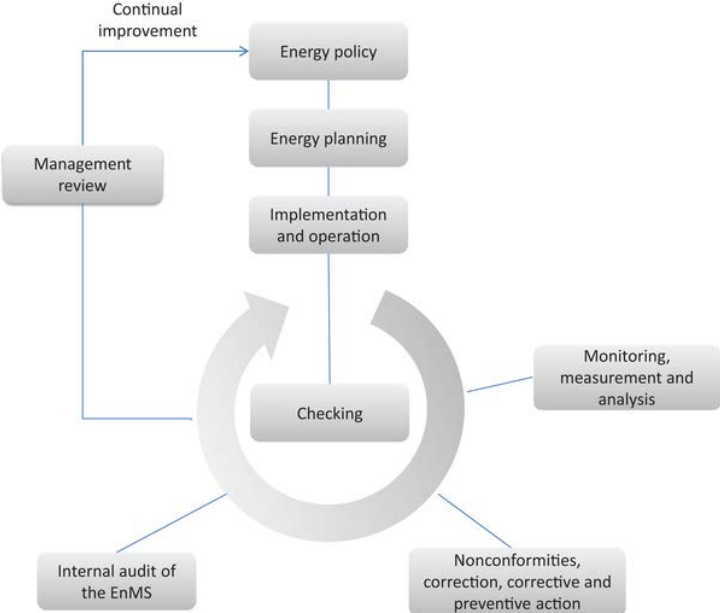 Continual
improvement
Energy policy
Energy planning
Management
review
Implementation
and operation
Monitoring,
measurement and
analysis
Checking
Internal audit of
the EnMS
Nonconformities,
correction, corrective and
preventive action